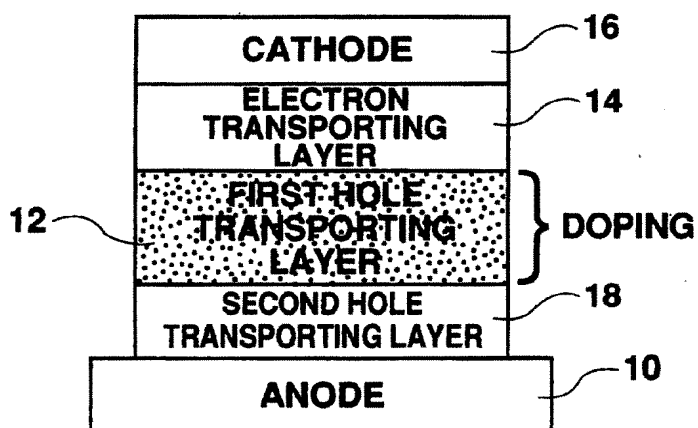 CATHODE
16
ELECTRON
TRANSPORTING
LAYER
14
FIRST HOLE
TRANSPORTING
LAYER
12
DOPING
SECOND HOLE
TRANSPORTING LAYER
18
ANODE
10